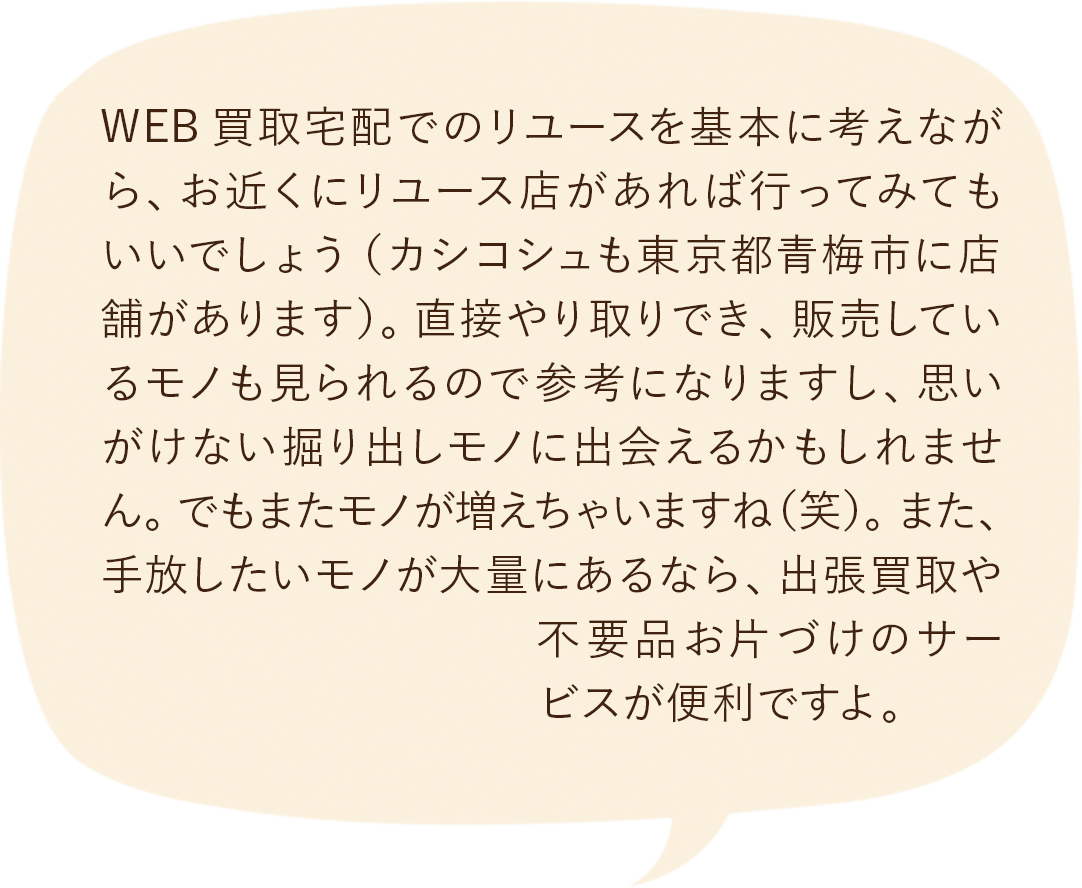 WEB 買取宅配でのリユースを基本に考えなが
ら、お近くにリユース店があれば行ってみても
いいでしょう（カシコシュも東京都青梅市に店
舗があります）。直接やり取りでき、販売してい
るモノも見られるので参考になりますし、思い
がけない掘り出しモノに出会えるかもしれませ
ん。でもまたモノが増えちゃいますね（笑）。また、
手放したいモノが大量にあるなら、出張買取や
不要品お片づけのサー
ビスが便利ですよ。